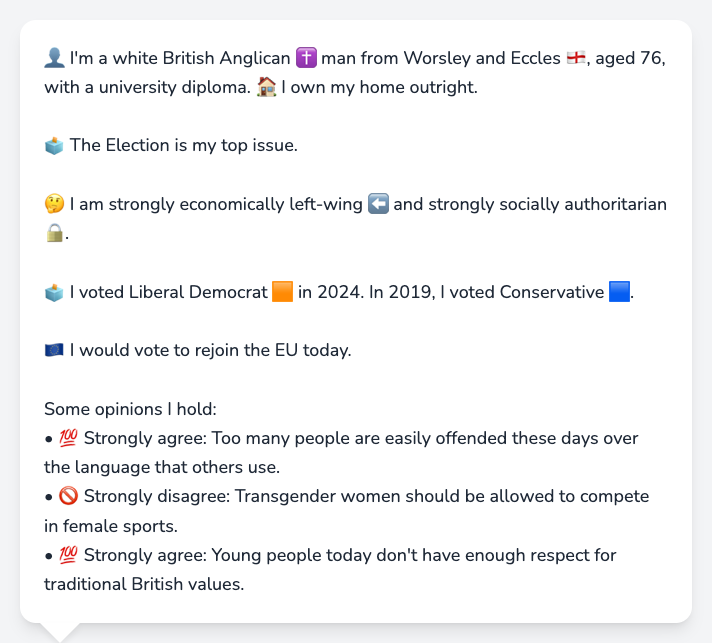 👤 I'm a white British Anglican ✝️ man from Worsley and Eccles 🏴󠁧󠁢󠁥󠁮󠁧󠁿, aged 76,
with a university diploma. 🏠 I own my home outright.
🗳️ The Election is my top issue.
🤔 I am strongly economically left-wing ⬅️ and strongly socially authoritarian
🔒.
🗳️ I voted Liberal Democrat 🟧 in 2024. In 2019, I voted Conservative 🟦.
🇪🇺 I would vote to rejoin the EU today.
Some opinions I hold:
• 💯 Strongly agree: Too many people are easily offended these days over
the language that others use.
• 🚫 Strongly disagree: Transgender women should be allowed to compete
in female sports.
• 💯 Strongly agree: Young people today don't have enough respect for
traditional British values.